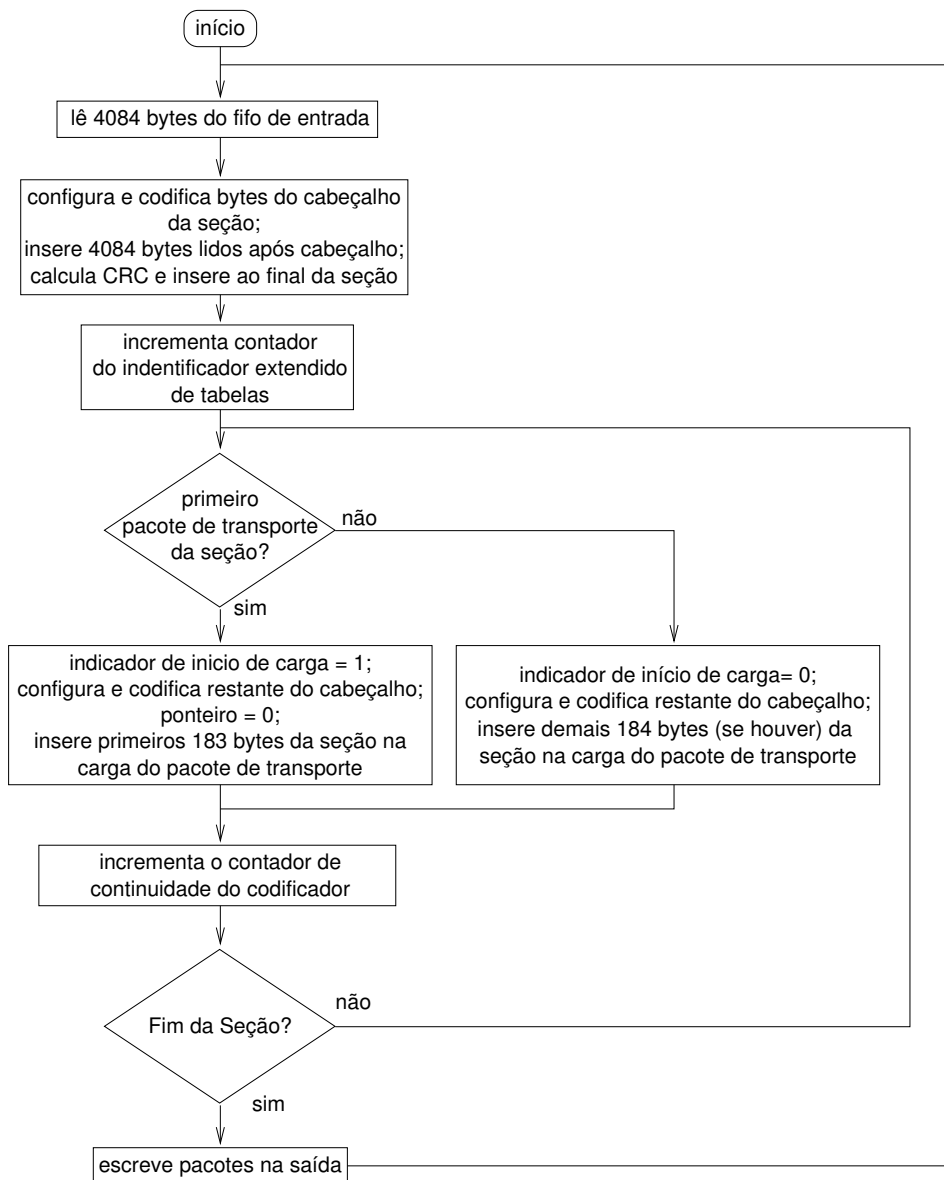 início
lê 4084 bytes do fifo de entrada
configura e codifica bytes do cabeçalho
da seção;
insere 4084 bytes lidos após cabeçalho;
calcula CRC e insere ao final da seção
incrementa contador
do indentificador extendido
de tabelas
primeiro
pacote de transporte
da seção?
não
sim
indicador de inicio de carga = 1;
configura e codifica restante do cabeçalho;
ponteiro = 0;
insere primeiros 183 bytes da seção na
carga do pacote de transporte
indicador de início de carga= 0;
configura e codifica restante do cabeçalho;
insere demais 184 bytes (se houver) da
seção na carga do pacote de transporte
incrementa o contador de
continuidade do codificador
Fim da Seção?
não
sim
escreve pacotes na saída